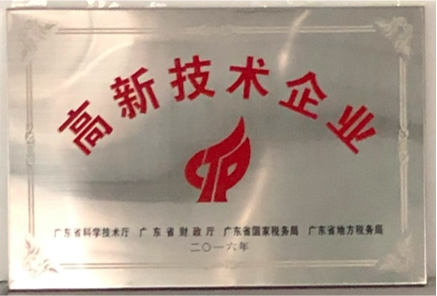 高新技术企业
广东省科学技术厅 广东省财政厅 广东省国家税务局 广东省地方税务局
二〇一六年